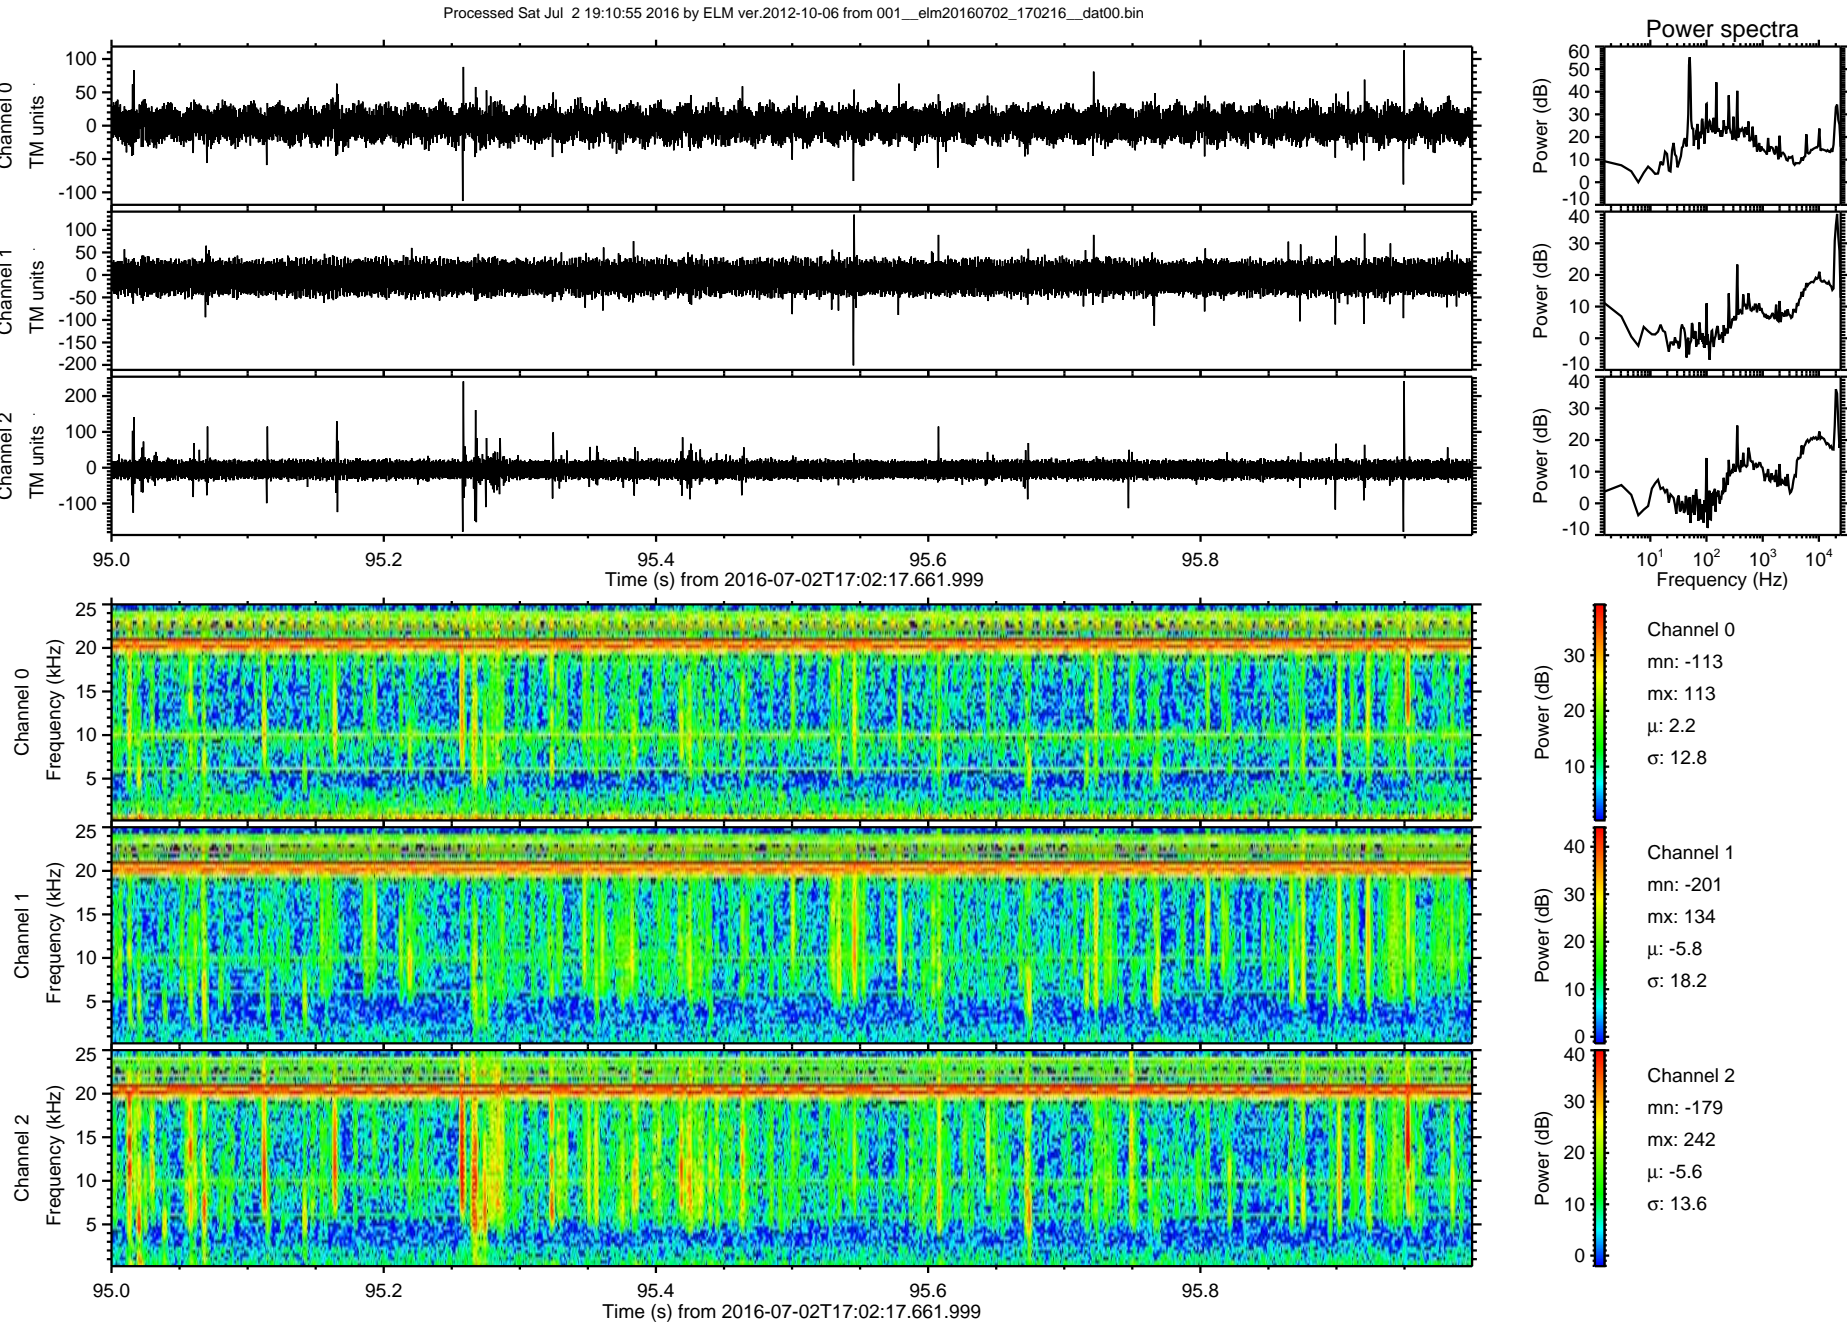 Processed Sat Jul 2 19:10:55 2016 by ELM ver.2012-10-06 from 001__elm20160702_170216__dat00.bin
Power spectra
Channel 0
TM units
100
50
0
-50
-100
Power (dB)
60
50
40
30
20
10
0
-10
Channel 1
TM units
100
50
0
-50
-100
-150
-200
Power (dB)
40
30
20
10
0
-10
Channel 2
TM units
200
100
0
-100
Power (dB)
40
30
20
10
0
-10
95.0 95.2 95.4 95.6 95.8
Time (s) from 2016-07-02T17:02:17.661.999
10^1 10^2 10^3 10^4
Frequency (Hz)
Channel 0
Frequency (kHz)
25
20
15
10
5
Power (dB)
30
20
10
Channel 0
mn: -113
mx: 113
μ: 2.2
σ: 12.8
Channel 1
Frequency (kHz)
25
20
15
10
5
Power (dB)
40
30
20
10
0
Channel 1
mn: -201
mx: 134
μ: -5.8
σ: 18.2
Channel 2
Frequency (kHz)
25
20
15
10
5
Power (dB)
40
30
20
10
0
Channel 2
mn: -179
mx: 242
μ: -5.6
σ: 13.6
95.0 95.2 95.4 95.6 95.8
Time (s) from 2016-07-02T17:02:17.661.999